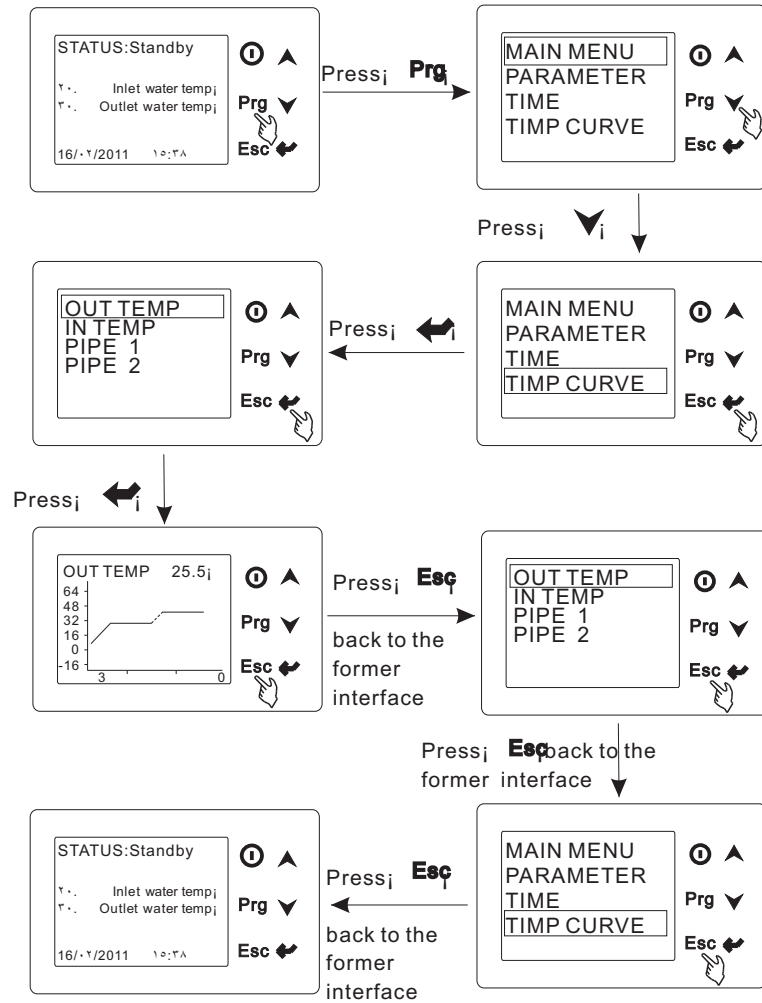 STATUS:Standby
٢٠. Inlet water temp¡
٣٠. Outlet water temp¡
16/٠٢/2011 ١٥:٣٨
Prg
Esc
Press¡ Prg¡
MAIN MENU
PARAMETER
TIME
TIMP CURVE
Prg
Esc
Press¡ ¡
MAIN MENU
PARAMETER
TIME
TIMP CURVE
Prg
Esc
Press¡ ¡
OUT TEMP
IN TEMP
PIPE 1
PIPE 2
Prg
Esc
Press¡ ¡
OUT TEMP 25.5¡
64
48
32
16
0
-16
3 0
Prg
Esc
Press¡ Esc¡
back to the
former
interface
OUT TEMP
IN TEMP
PIPE 1
PIPE 2
Prg
Esc
Press¡ Esc¡back to the
former interface
MAIN MENU
PARAMETER
TIME
TIMP CURVE
Prg
Esc
Press¡ Esc¡
back to the
former
interface
STATUS:Standby
٢٠. Inlet water temp¡
٣٠. Outlet water temp¡
16/٠٢/2011 ١٥:٣٨
Prg
Esc